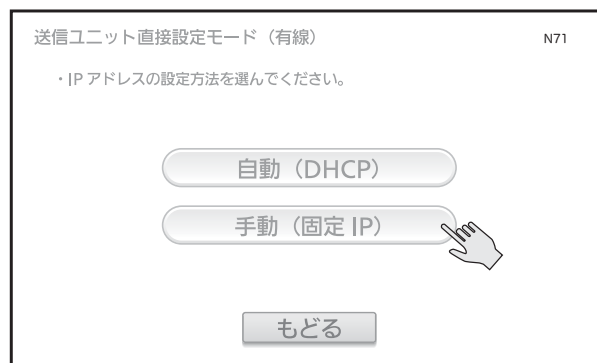 送信ユニット直接設定モード（有線） N71
・IP アドレスの設定方法を選んでください。
自動（DHCP）
手動（固定 IP）
もどる